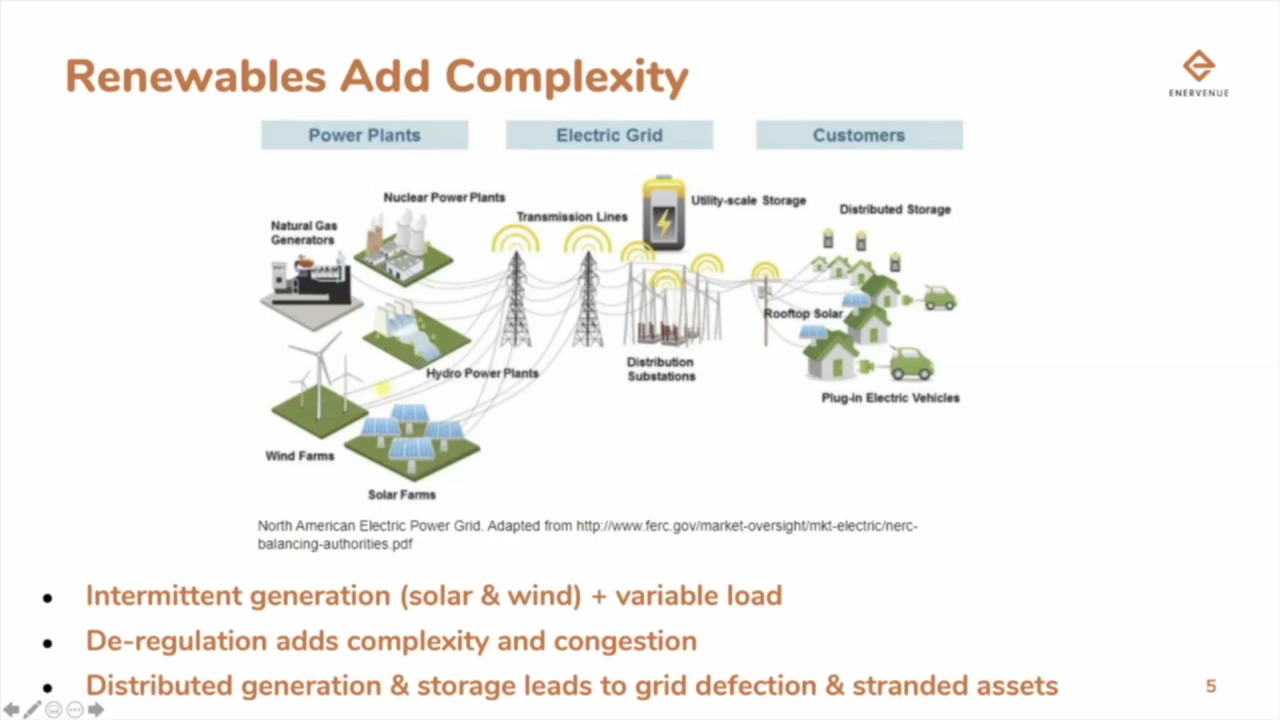 Renewables Add Complexity
ENERVENUE
Power Plants
Electric Grid
Customers
Nuclear Power Plants
Utility-scale Storage
Distributed Storage
Transmission Lines
Natural Gas
Generators
Rooftop Solar
Distribution
Substations
Hydro Power Plants
Plug-in Electric Vehicles
Wind Farms
Solar Farms
North American Electric Power Grid. Adapted from http://www.ferc.gov/market-oversight/mkt-electric/nerc-
balancing-authorities.pdf
• Intermittent generation (solar & wind) + variable load
• De-regulation adds complexity and congestion
• Distributed generation & storage leads to grid defection & stranded assets
5